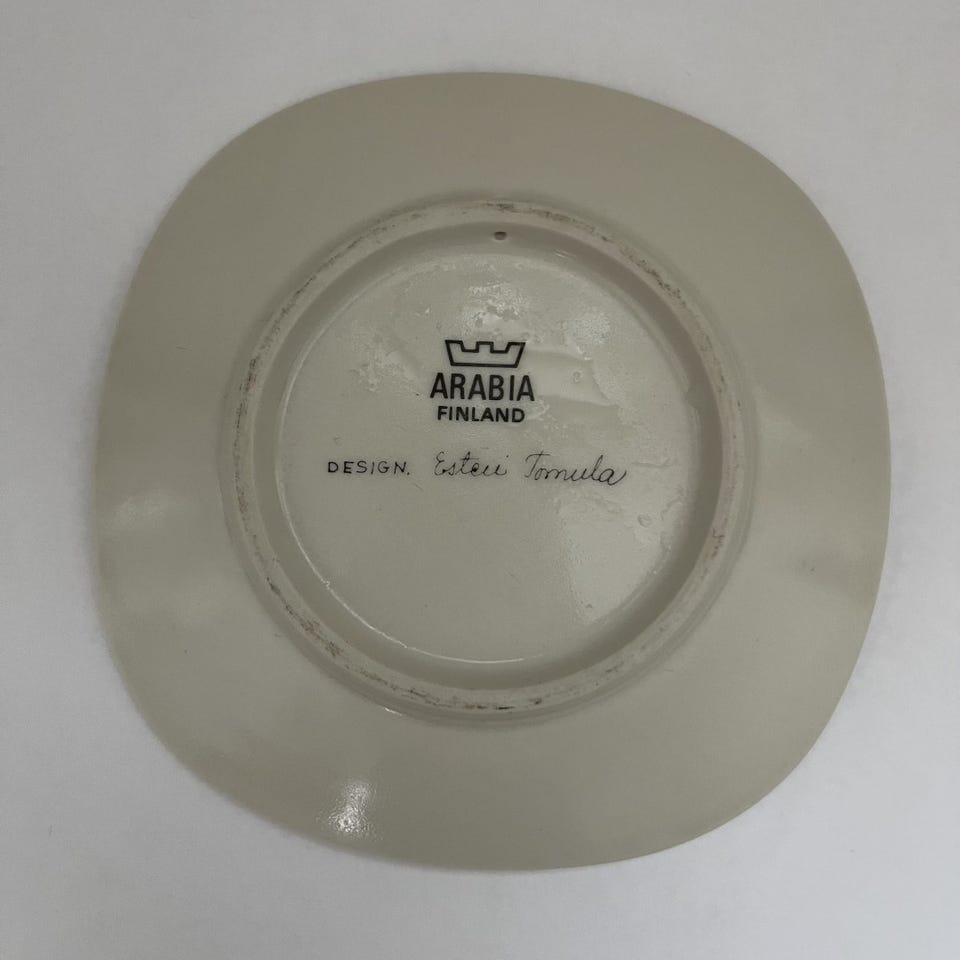 ARABIA
FINLAND
DESIGN. Esteri Tomula